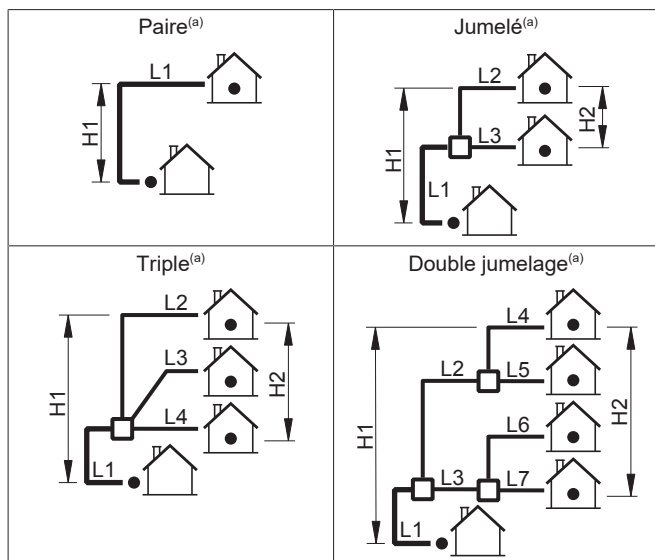 Paire(a)
L1
H1
Jumelé(a)
L2
L3
H1
H2
L1
Triple(a)
L2
L3
L4
H1
H2
L1
Double jumelage(a)
L4
L2
L5
H1
H2
L6
L3
L7
L1